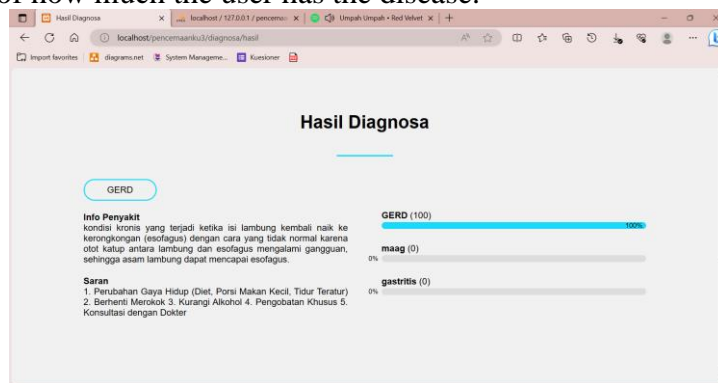 of how much the user has the disease.
Hasil Diagnosa
localhost / 127.0.0.1 / pencernaa
Umpah Umpah • Red Velvet
localhost/pencernaanku3/diagnosa/hasil
Import favorites
diagrams.net
System Manageme...
Kuesioner
Hasil Diagnosa
GERD
Info Penyakit
kondisi kronis yang terjadi ketika isi lambung kembali naik ke
kerongkongan (esofagus) dengan cara yang tidak normal karena
otot katup antara lambung dan esofagus mengalami gangguan,
sehingga asam lambung dapat mencapai esofagus.
Saran
1. Perubahan Gaya Hidup (Diet, Porsi Makan Kecil, Tidur Teratur)
2. Berhenti Merokok 3. Kurangi Alkohol 4. Pengobatan Khusus 5.
Konsultasi dengan Dokter
GERD (100)
100%
maag (0)
0%
gastritis (0)
0%